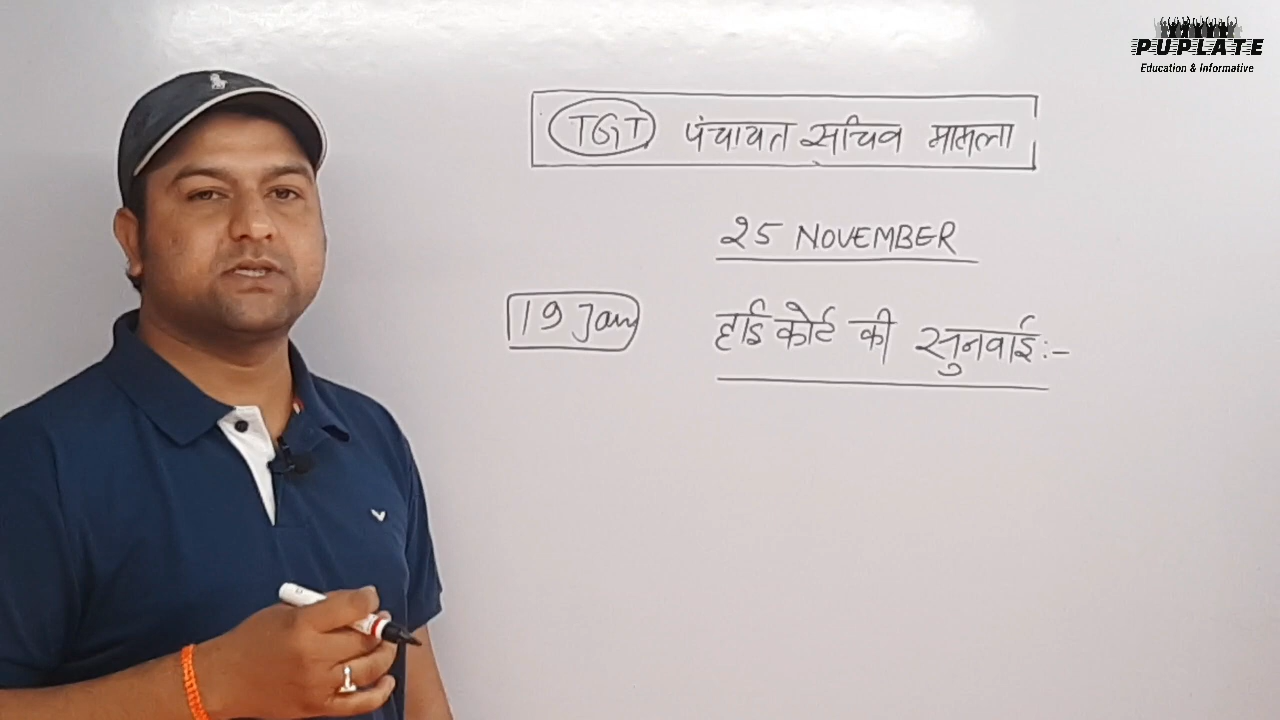 PUPLATE
Education & Informative
TGT पंचायत सचिव मामला
25 NOVEMBER
19 Jan हाई कोर्ट की सुनवाई:-